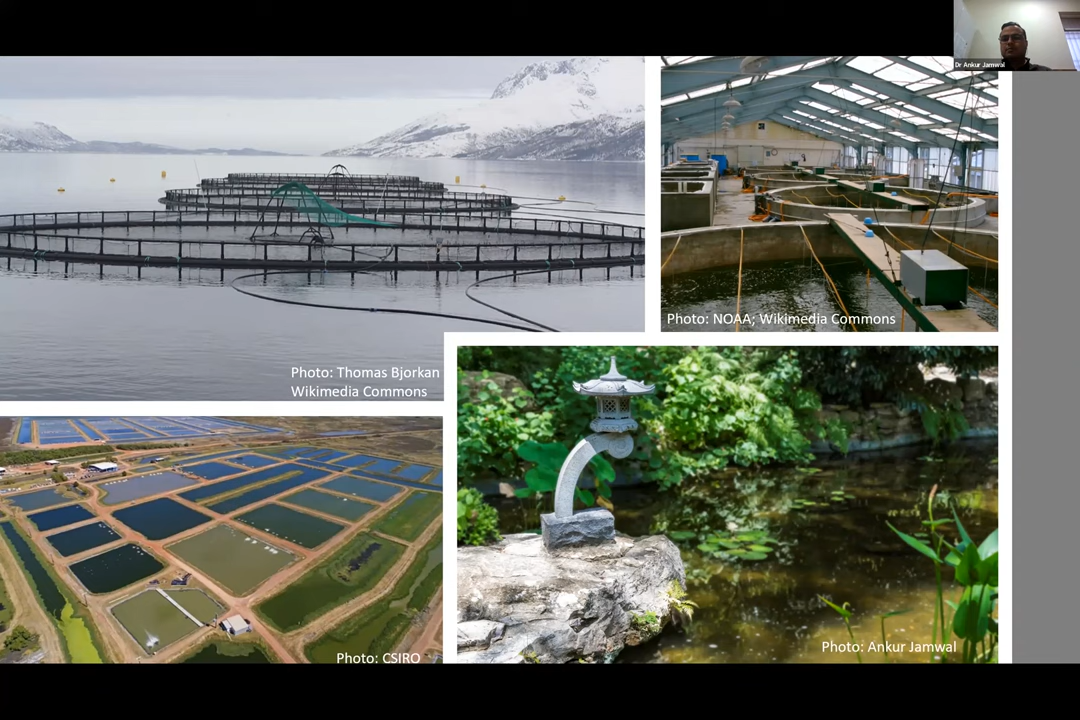 Dr Ankur Jamwal
Photo: NOAA; Wikimedia Commons
Photo: Thomas Bjorkan
Wikimedia Commons
Photo: Ankur Jamwal
Photo: CSIRO